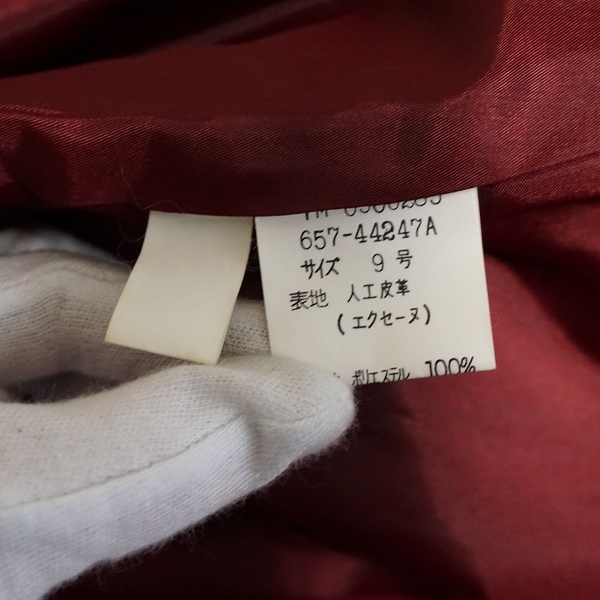 657-44247A
サイズ 9号
表地 人工皮革
(エクセーヌ)
ポリエステル 100%